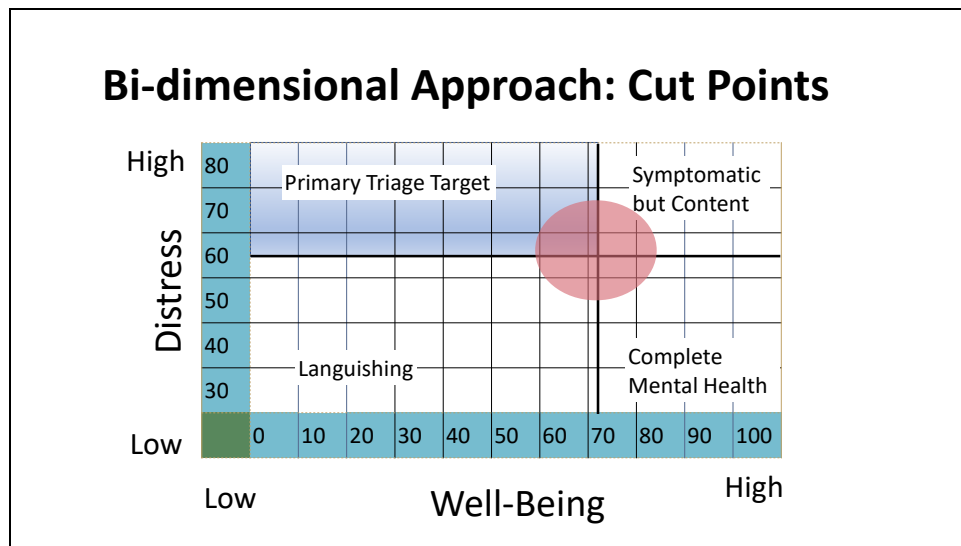 Bi-dimensional Approach: Cut Points
High
80
Primary Triage Target
Symptomatic
but Content
70
Distress
60
50
40
Languishing
Complete
Mental Health
30
Low
0 10 20 30 40 50 60 70 80 90 100
Low
Well-Being
High